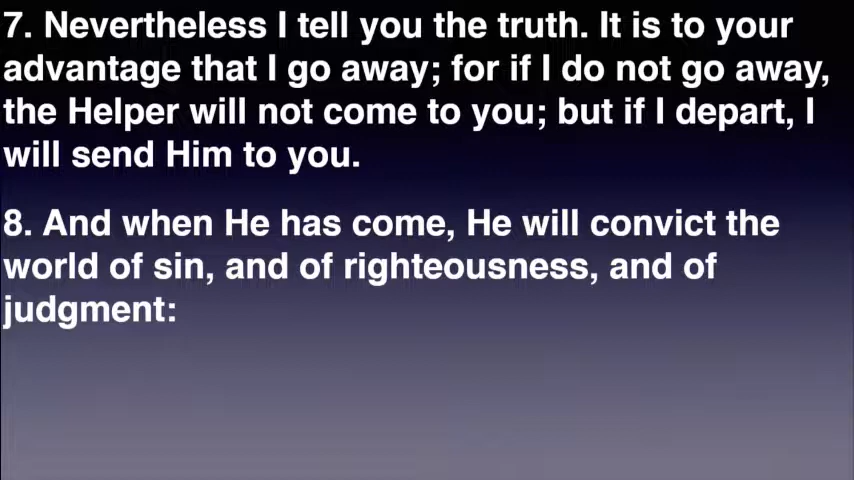 7. Nevertheless I tell you the truth. It is to your
advantage that I go away; for if I do not go away,
the Helper will not come to you; but if I depart, I
will send Him to you.
8. And when He has come, He will convict the
world of sin, and of righteousness, and of
judgment: